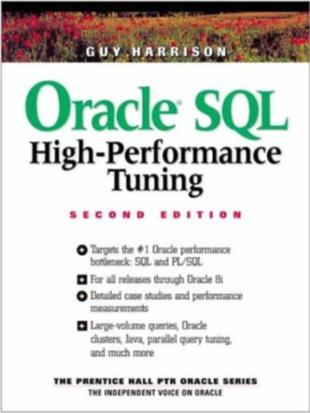 GUY HARRISON
Oracle® SQL
High-Performance
Tuning
SECOND EDITION
Targets the #1 Oracle performance
bottleneck: SQL and PL/SQL
For all releases through Oracle 8i
Detailed case studies and performance
measurements
Large-volume queries, Oracle
clusters, Java, parallel query tuning,
and much more
THE PRENTICE HALL PTR ORACLE SERIES
THE INDEPENDENT VOICE ON ORACLE